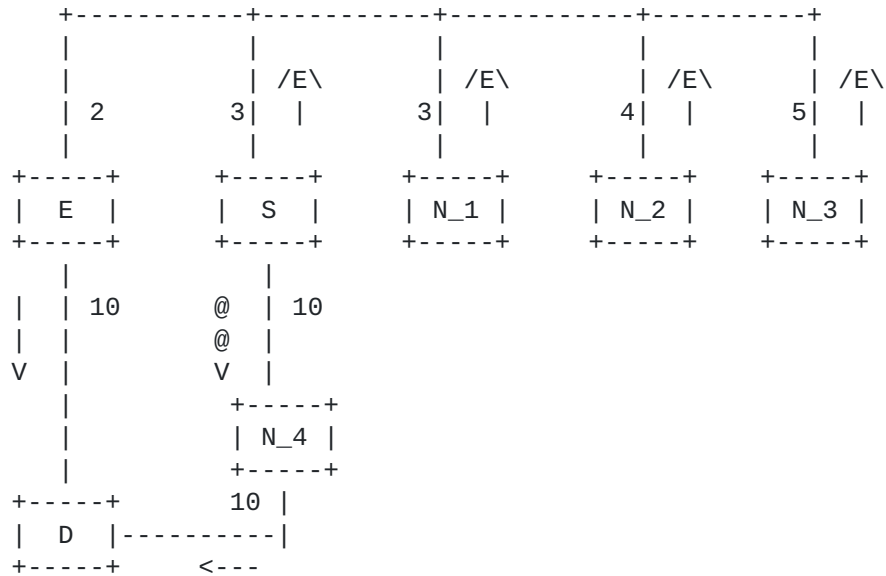 +-----------+-----------+------------+----------+
    |           |           |            |          |
    |           | /E\       | /E\        | /E\      | /E\
    | 2        3|  |       3|  |        4|  |      5|  |
    |           |           |            |          |
 +-----+      +-----+     +-----+     +-----+    +-----+
 |  E  |      |  S  |     | N_1 |     | N_2 |    | N_3 |
 +-----+      +-----+     +-----+     +-----+    +-----+
    |            |
 |  | 10      @  | 10
 |  |         @  |
 V  |         V  |
    |          +-----+
    |          | N_4 |
    |          +-----+
 +-----+       10 |
 |  D  |----------|
 +-----+     <---